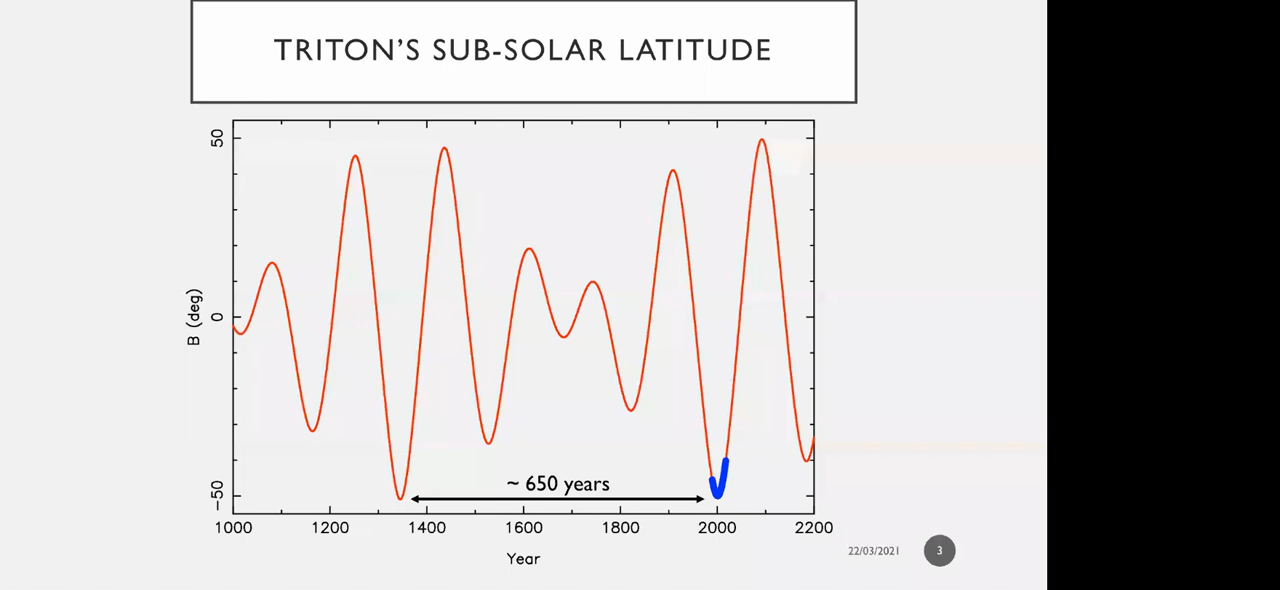 TRITON’S SUB-SOLAR LATITUDE
50
0
−50
B (deg)
~ 650 years
1000 1200 1400 1600 1800 2000 2200
Year
22/03/2021
3